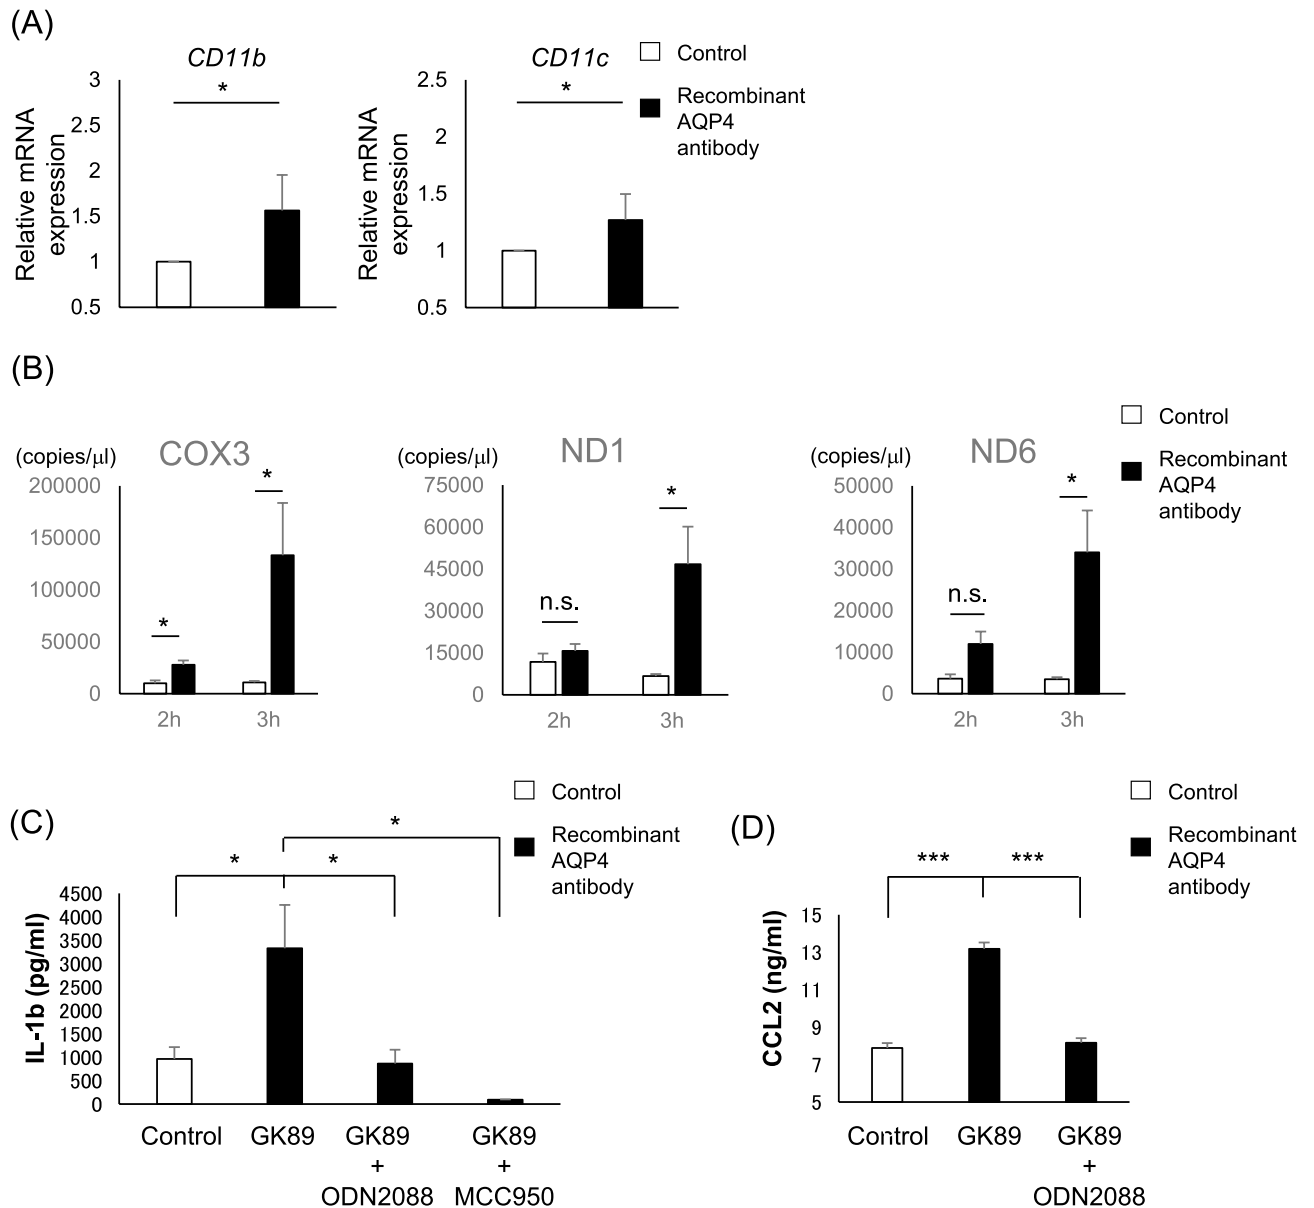 (A)
CD11b
CD11c
Control
Recombinant
AQP4
antibody
*
*
Relative mRNA
expression
3
2.5
2
1.5
1
0.5
Relative mRNA
expression
2.5
2
1.5
1
0.5
(B)
Control
Recombinant
AQP4
antibody
(copies/μl)
COX3
200000
150000
100000
50000
0
*
*
2h
3h
(copies/μl)
ND1
75000
60000
45000
30000
15000
0
n.s.
*
2h
3h
(copies/μl)
ND6
50000
40000
30000
20000
10000
0
n.s.
*
2h
3h
(C)
Control
Recombinant
AQP4
antibody
*
*
*
IL-1b (pg/ml)
4500
4000
3500
3000
2500
2000
1500
1000
500
0
Control
GK89
GK89
+
ODN2088
GK89
+
MCC950
(D)
Control
Recombinant
AQP4
antibody
***
***
CCL2 (ng/ml)
15
13
11
9
7
5
Control
GK89
GK89
+
ODN2088